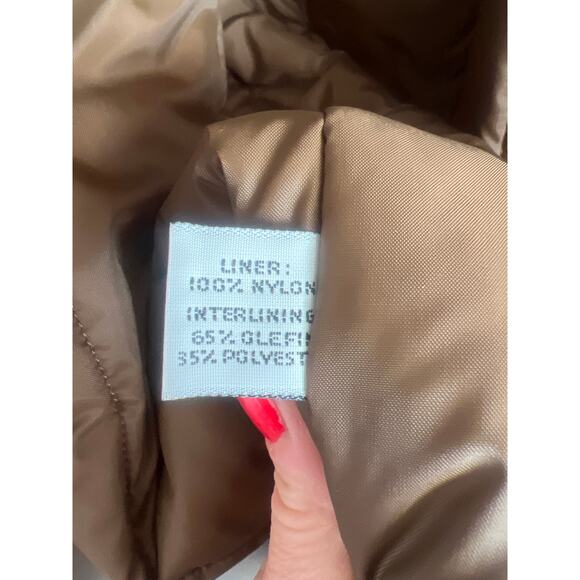 LINER:
100% NYLON
INTERLINING
65% OLEFI
35% POLYEST